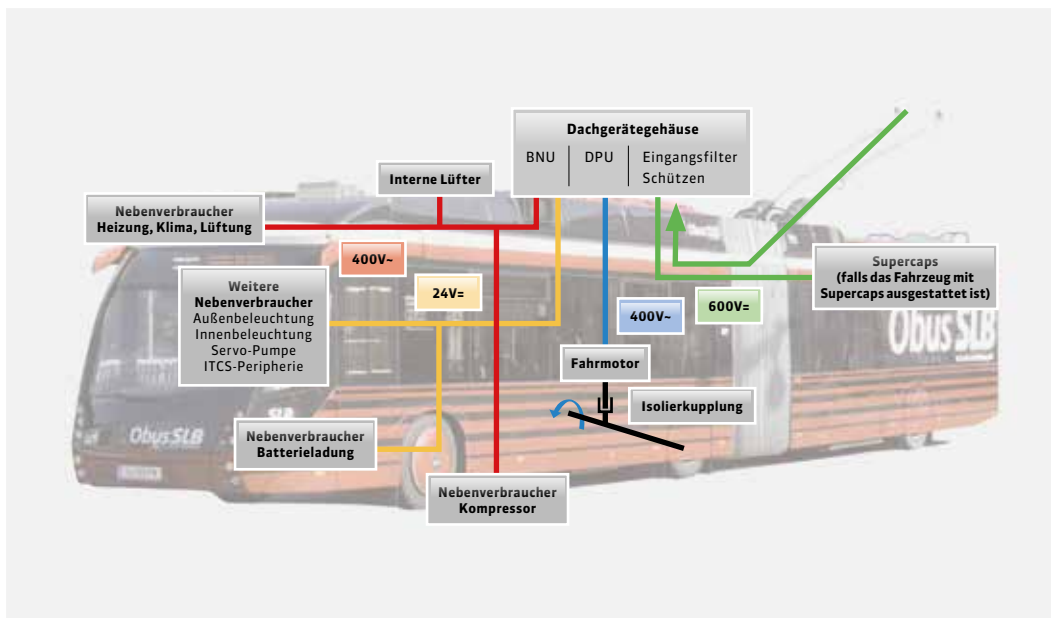 Dachgerätegehäuse
BNU
DPU
Eingangsfilter
Schützen
Interne Lüfter
Nebenverbraucher
Heizung, Klima, Lüftung
400V~
24V=
Weitere
Nebenverbraucher
Außenbeleuchtung
Innenbeleuchtung
Servo-Pumpe
ITCS-Peripherie
Supercaps
(falls das Fahrzeug mit
Supercaps ausgestattet ist)
400V~
600V=
Obus SLB
Fahrmotor
Isolierkupplung
SLB
Obus SLB
Nebenverbraucher
Batterieladung
Nebenverbraucher
Kompressor